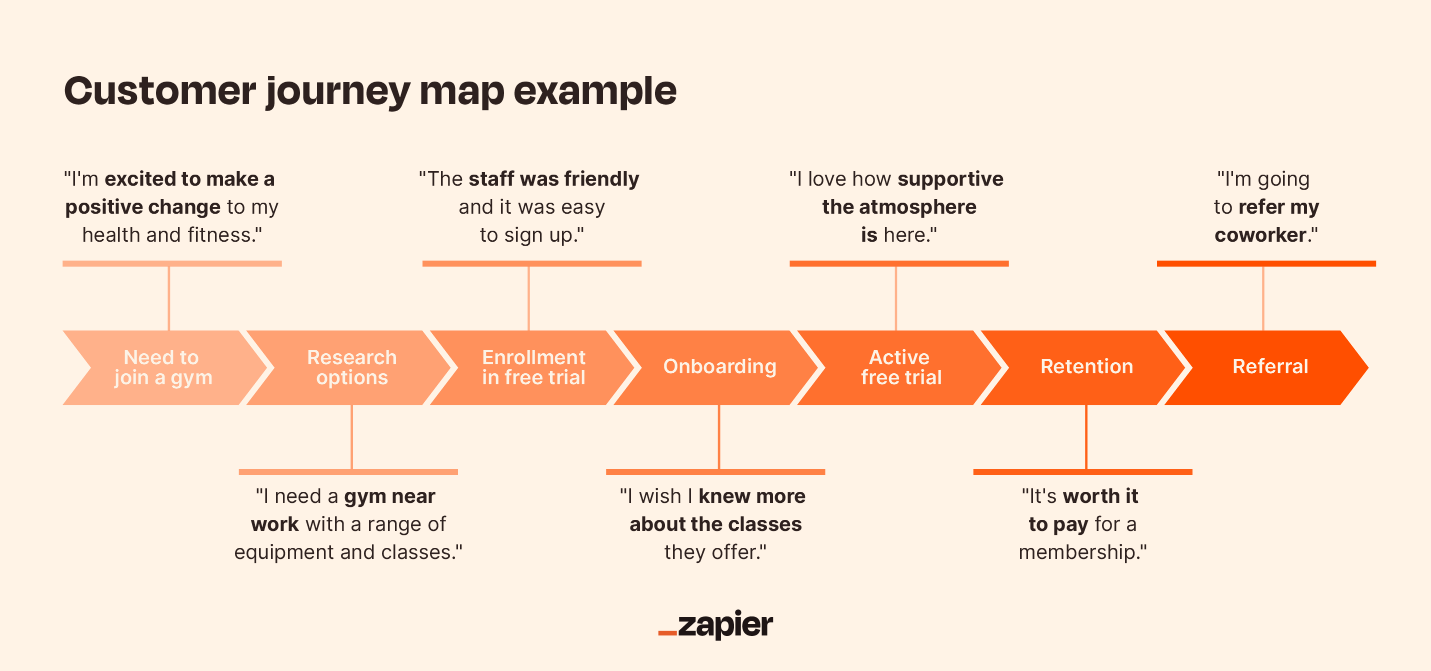 Customer journey map example
"I'm excited to make a
positive change to my
health and fitness."
"The staff was friendly
and it was easy
to sign up."
"I love how supportive
the atmosphere
is here."
"I'm going
to refer my
coworker."
Need to
join a gym
Research
options
Enrollment
in free trial
Onboarding
Active
free trial
Retention
Referral
"I need a gym near
work with a range of
equipment and classes."
"I wish I knew more
about the classes
they offer."
"It's worth it
to pay for a
membership."
_zapier